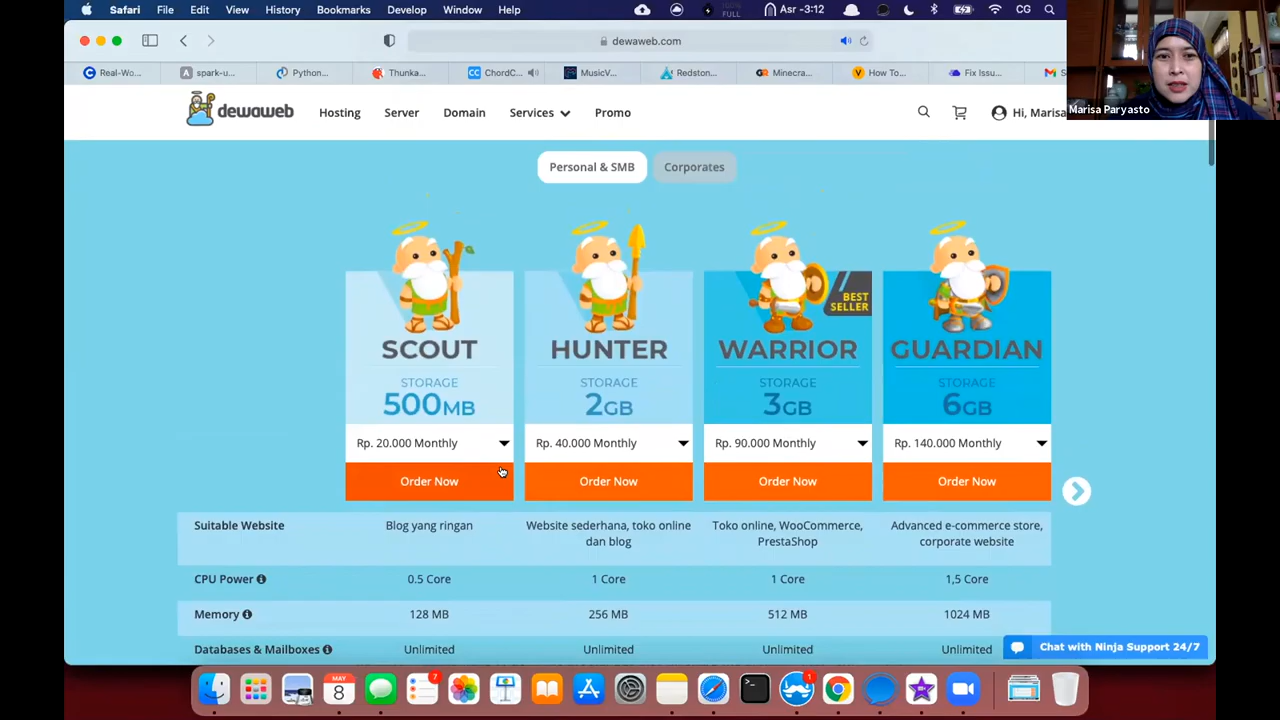 Safari File Edit View History Bookmarks Develop Window Help
100% FULL
Asr -3:12
CG
dewaweb.com
Real-Wo...
spark-u...
Python...
Thunka...
ChordC...
MusicV...
Redston...
Minecra...
How To...
Fix Issu...
Marisa Paryasto
dewaweb
Hosting Server Domain Services Promo
Hi, Marisa
Personal & SMB Corporates
BEST SELLER
SCOUT HUNTER WARRIOR GUARDIAN
STORAGE STORAGE STORAGE STORAGE
500MB 2GB 3GB 6GB
Rp. 20.000 Monthly Rp. 40.000 Monthly Rp. 90.000 Monthly Rp. 140.000 Monthly
Order Now Order Now Order Now Order Now
Suitable Website Blog yang ringan Website sederhana, toko online dan blog Toko online, WooCommerce, PrestaShop Advanced e-commerce store, corporate website
CPU Power 0.5 Core 1 Core 1 Core 1,5 Core
Memory 128 MB 256 MB 512 MB 1024 MB
Databases & Mailboxes Unlimited Unlimited Unlimited Unlimited
Chat with Ninja Support 24/7
MAY
8
7
1